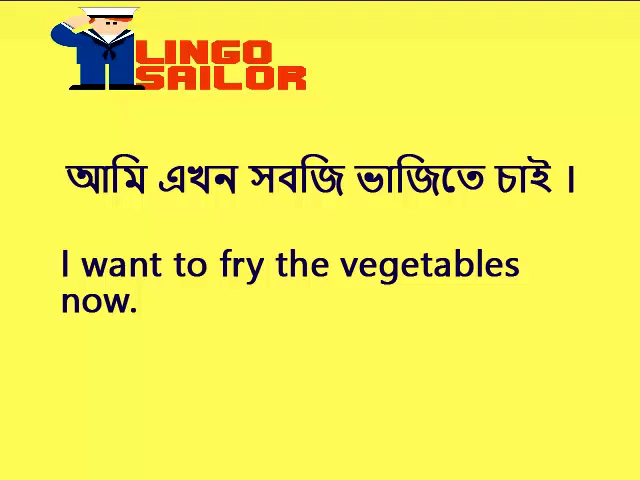 LINGO
SAILOR
আমি এখন সবজি ভাজিতে চাই ।
I want to fry the vegetables
now.